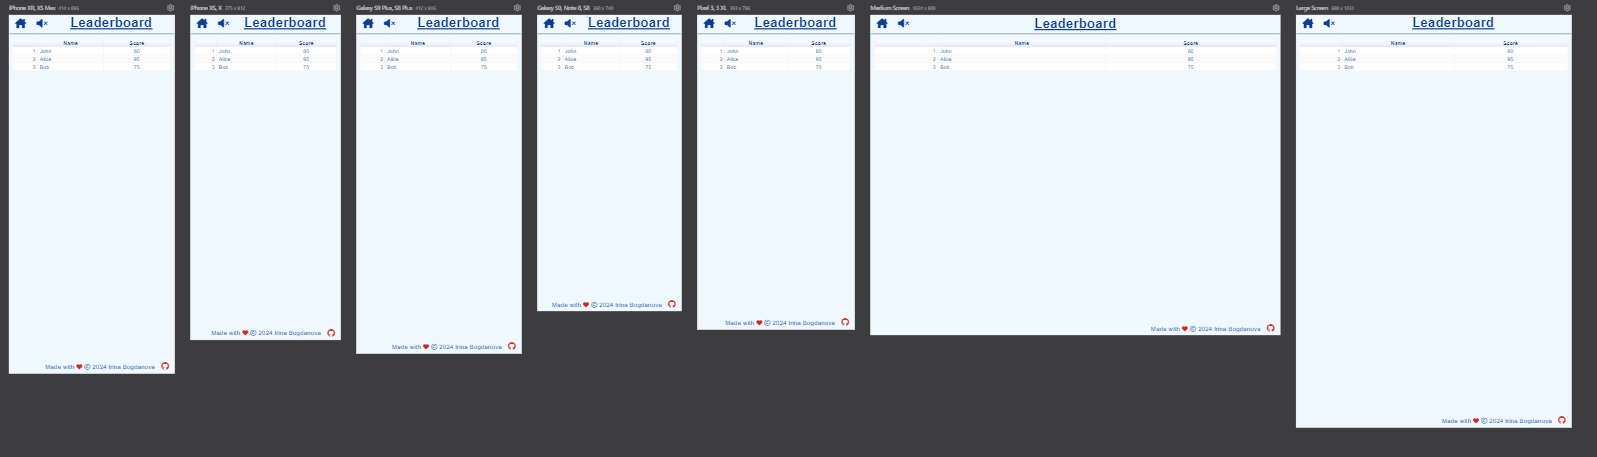 iPhone XR, XS Max 414 x 896
Leaderboard
Name Score
1 John 80
2 Alice 95
3 Bob 75
Made with ❤ © 2024 Irina Bogdanova
iPhone XS, X 375 x 812
Leaderboard
Name Score
1 John 80
2 Alice 95
3 Bob 75
Made with ❤ © 2024 Irina Bogdanova
Galaxy S9 Plus, S8 Plus 412 x 846
Leaderboard
Name Score
1 John 80
2 Alice 95
3 Bob 75
Made with ❤ © 2024 Irina Bogdanova
Galaxy S9, Note 8, S8 360 x 740
Leaderboard
Name Score
1 John 80
2 Alice 95
3 Bob 75
Made with ❤ © 2024 Irina Bogdanova
Pixel 3, 3 XL 393 x 786
Leaderboard
Name Score
1 John 80
2 Alice 95
3 Bob 75
Made with ❤ © 2024 Irina Bogdanova
Medium Screen
Leaderboard
Name Score
1 John 80
2 Alice 95
3 Bob 75
Made with ❤ © 2024 Irina Bogdanova
Large Screen
Leaderboard
Name Score
1 John 80
2 Alice 95
3 Bob 75
Made with ❤ © 2024 Irina Bogdanova